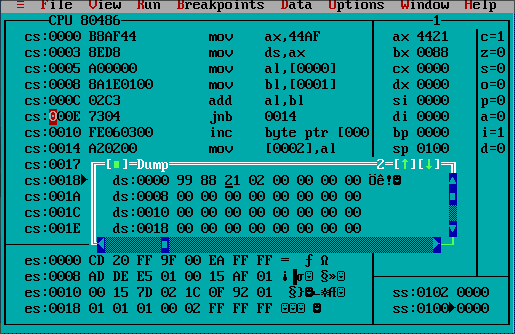 ≡ File View Run Breakpoints Data Options Window Help
CPU 80486 1
cs:0000 B8AF44 mov ax,44AF ax 4421 c=1
cs:0003 8ED8 mov ds,ax bx 0088 z=0
cs:0005 A00000 mov al,[0000] cx 0000 s=0
cs:0008 8A1E0100 mov bl,[0001] dx 0000 o=0
cs:000C 02C3 add al,bl si 0000 p=0
cs:000E 7304 jnb 0014 di 0000 a=0
cs:0010 FE060300 inc byte ptr [000 bp 0000 i=1
cs:0014 A20200 mov [0002],al sp 0100 d=0
cs:0017
[■]=Dump 2=[↑][↓]
cs:0018► ds:0000 99 88 21 02 00 00 00 00 Öê!☻
cs:001A ds:0008 00 00 00 00 00 00 00 00
cs:001C ds:0010 00 00 00 00 00 00 00 00
cs:001E ds:0018 00 00 00 00 00 00 00 00
es:0000 CD 20 FF 9F 00 EA FF FF = ƒ Ω
es:0008 AD DE E5 01 00 15 AF 01
es:0010 00 15 7D 02 1C 0F 92 01 ss:0102 0000
es:0018 01 01 01 00 02 FF FF FF ss:0100►0000